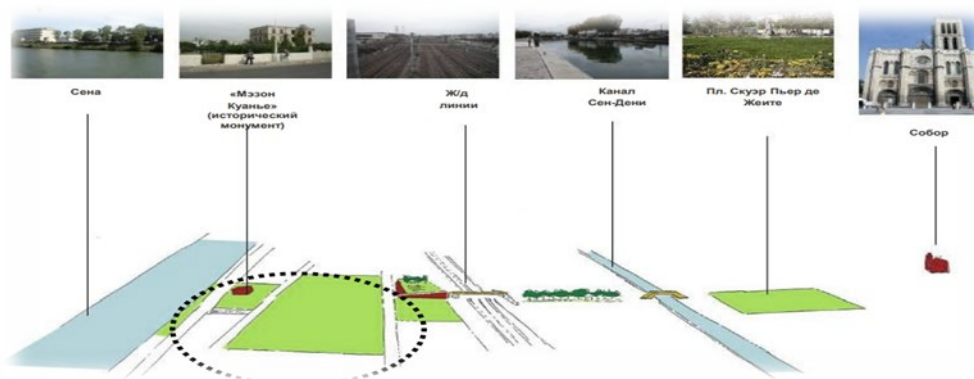 Сена
«Мэзон
Куанье»
(исторический
монумент)
Ж/д
линии
Канал
Сен-Дени
Пл. Скуэр Пьер де
Жеите
Собор